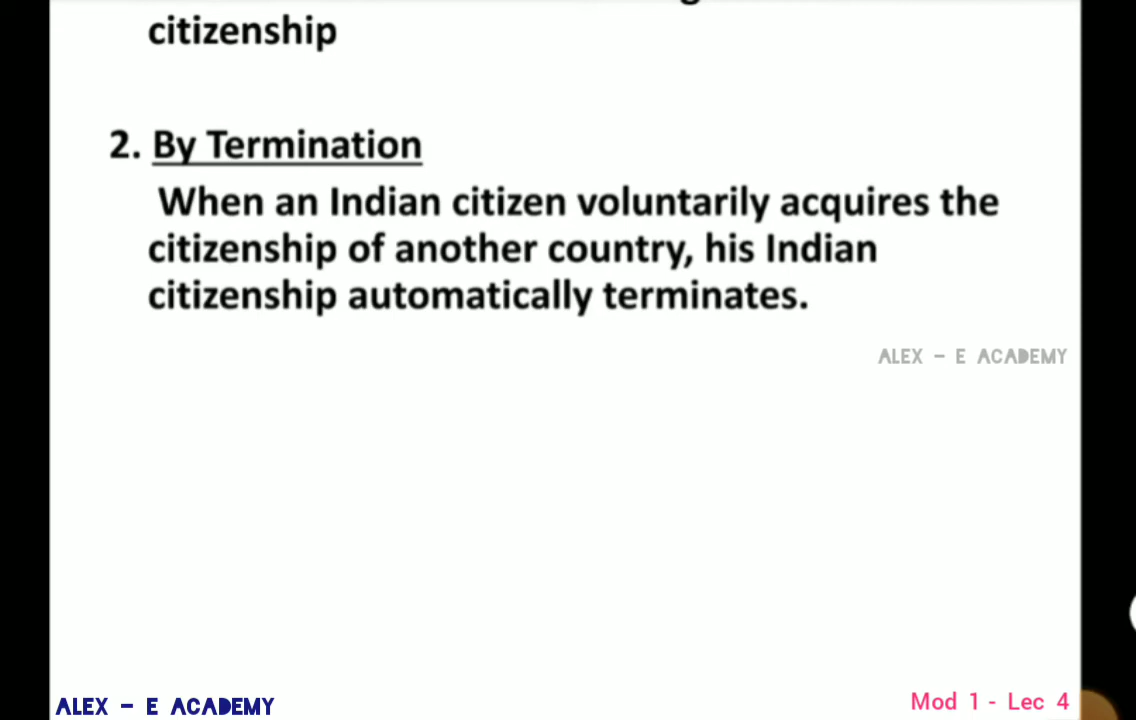 citizenship
2. By Termination
When an Indian citizen voluntarily acquires the
citizenship of another country, his Indian
citizenship automatically terminates.
ALEX – E ACADEMY
ALEX – E ACADEMY
Mod 1 - Lec 4